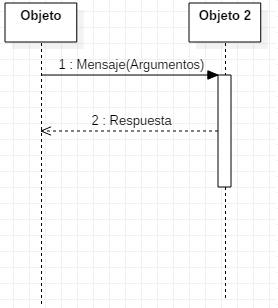 Objeto
Objeto 2
1 : Mensaje(Argumentos)
2 : Respuesta